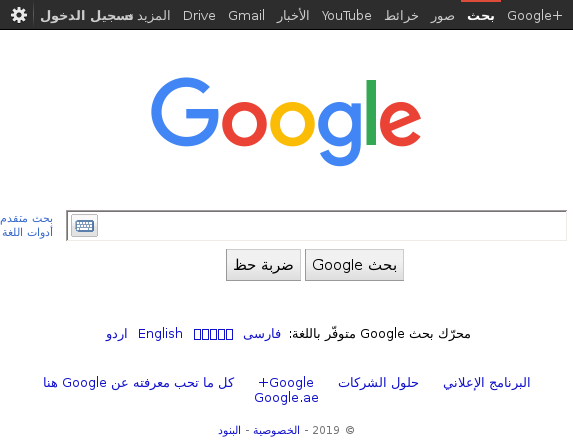 Google+ بحث صور خرائط YouTube الأخبار Gmail Drive المزيد تسجيل الدخول
Google
بحث متقدم
أدوات اللغة
بحث Google ضربة حظ
محرّك بحث Google متوفّر باللغة: فارسی English اردو
البرنامج الإعلاني حلول الشركات Google+ كل ما تحب معرفته عن Google هنا
Google.ae
© 2019 - الخصوصية - البنود